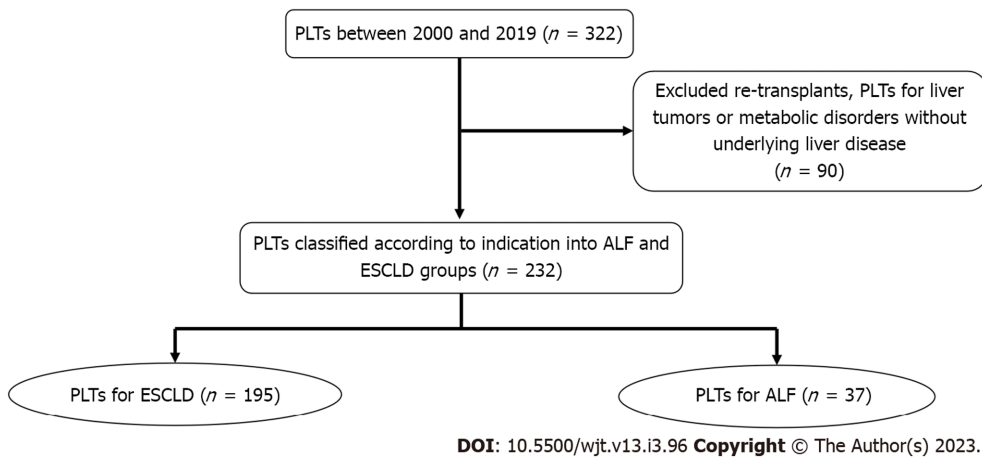 PLTs between 2000 and 2019 (n = 322)
Excluded re-transplants, PLTs for liver
tumors or metabolic disorders without
underlying liver disease
(n = 90)
PLTs classified according to indication into ALF and
ESCLD groups (n = 232)
PLTs for ESCLD (n = 195)
PLTs for ALF (n = 37)
DOI: 10.5500/wjt.v13.i3.96 Copyright © The Author(s) 2023.